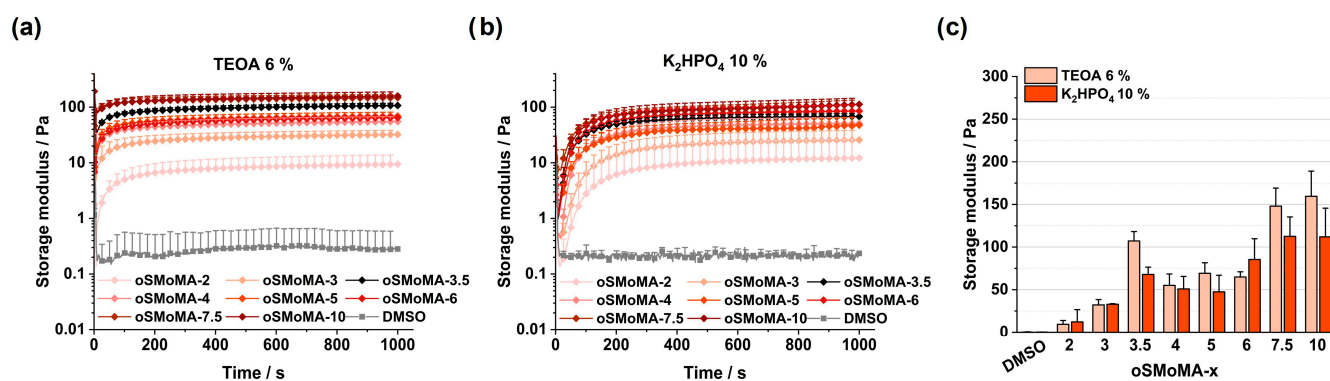 (a)
TEOA 6 %
Storage modulus / Pa
100
10
1
0.1
0.01
oSMoMA-2 oSMoMA-3 oSMoMA-3.5
oSMoMA-4 oSMoMA-5 oSMoMA-6
oSMoMA-7.5 oSMoMA-10 DMSO
0 200 400 600 800 1000
Time / s
(b)
K₂HPO₄ 10 %
Storage modulus / Pa
100
10
1
0.1
0.01
oSMoMA-2 oSMoMA-3 oSMoMA-3.5
oSMoMA-4 oSMoMA-5 oSMoMA-6
oSMoMA-7.5 oSMoMA-10 DMSO
0 200 400 600 800 1000
Time / s
(c)
TEOA 6 %
K₂HPO₄ 10 %
Storage modulus / Pa
300
250
200
150
100
50
0
DMSO 2 3 3.5 4 5 6 7.5 10
oSMoMA-x